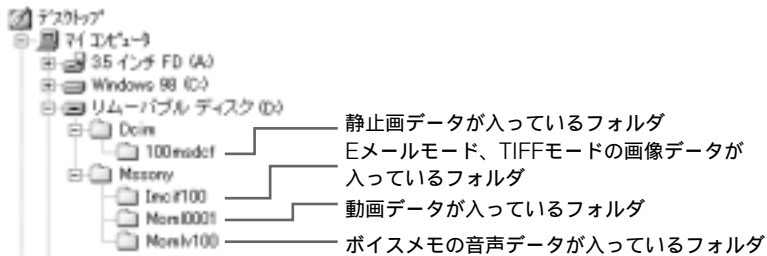 デスクトップ
マイ コンピュータ
3.5 インチ FD (A:)
Windows 98 (C:)
リムーバブル ディスク (D:)
Dcim
100msdcf
Mssony
Imcif100
Moml0001
Momlv100
静止画データが入っているフォルダ
Eメールモード、TIFFモードの画像データが
入っているフォルダ
動画データが入っているフォルダ
ボイスメモの音声データが入っているフォルダ